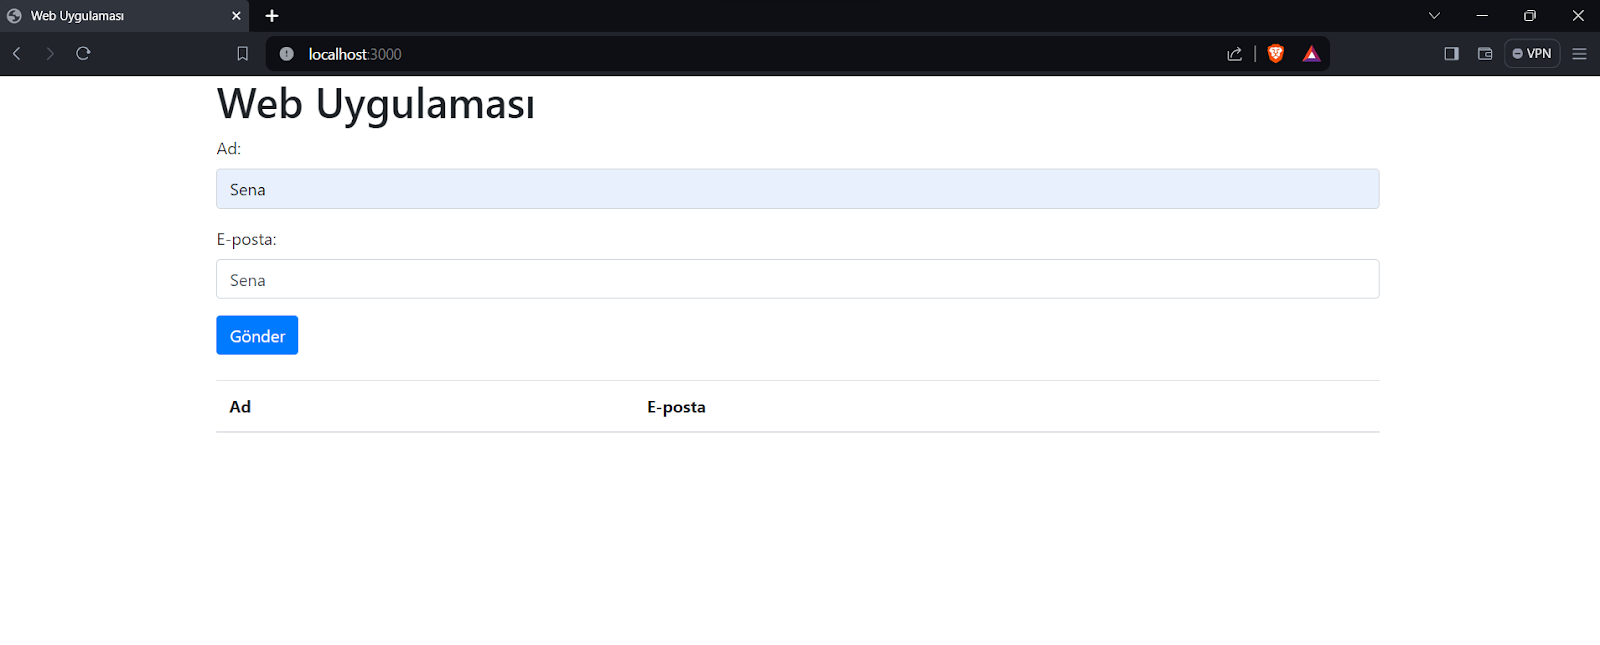 Web Uygulaması
localhost:3000
VPN
Web Uygulaması
Ad:
Sena
E-posta:
Sena
Gönder
Ad E-posta